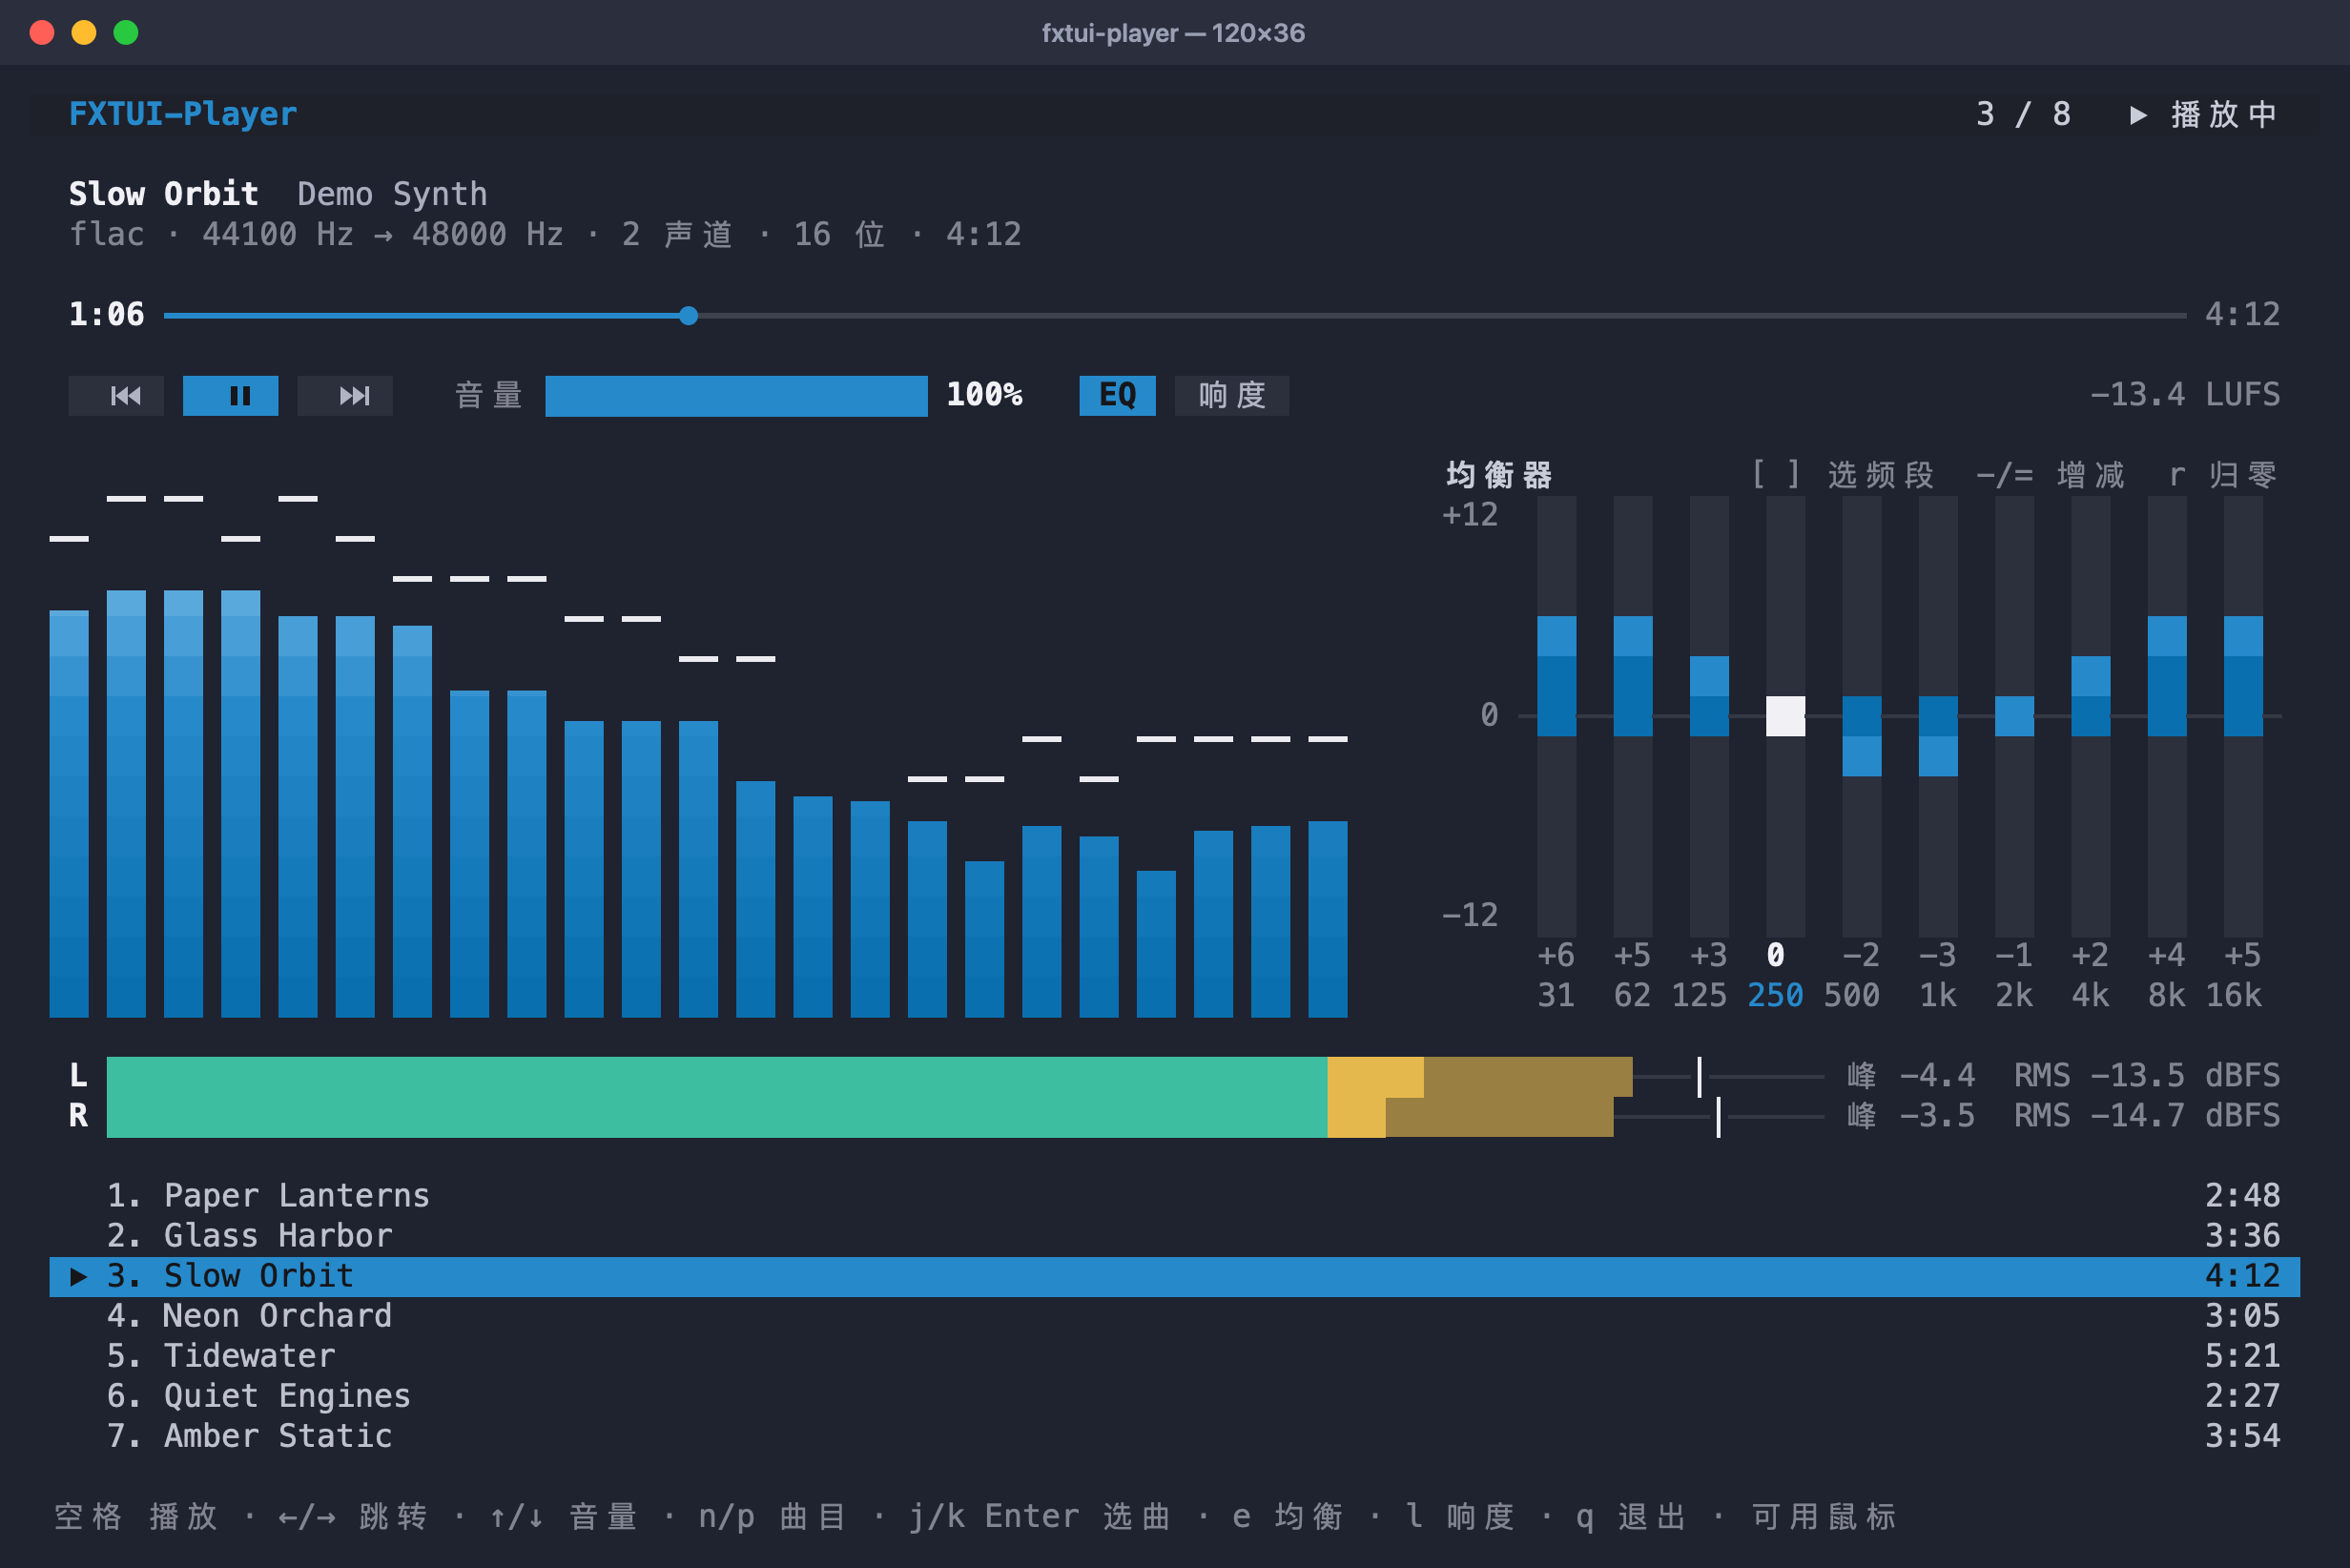 fxtui-player — 120×36
FXTUI–Player 3 / 8 ▶ 播放中
Slow Orbit Demo Synth
flac · 44100 Hz → 48000 Hz · 2 声道 · 16 位 · 4:12
1:06 4:12
音量 100% EQ 响度 −13.4 LUFS
均衡器 [ ] 选频段 −/= 增减 r 归零
+12
0
−12
+6 +5 +3 0 −2 −3 −1 +2 +4 +5
31 62 125 250 500 1k 2k 4k 8k 16k
L 峰 −4.4 RMS −13.5 dBFS
R 峰 −3.5 RMS −14.7 dBFS
1. Paper Lanterns 2:48
2. Glass Harbor 3:36
▶ 3. Slow Orbit 4:12
4. Neon Orchard 3:05
5. Tidewater 5:21
6. Quiet Engines 2:27
7. Amber Static 3:54
空格 播放 · ←/→ 跳转 · ↑/↓ 音量 · n/p 曲目 · j/k Enter 选曲 · e 均衡 · l 响度 · q 退出 · 可用鼠标